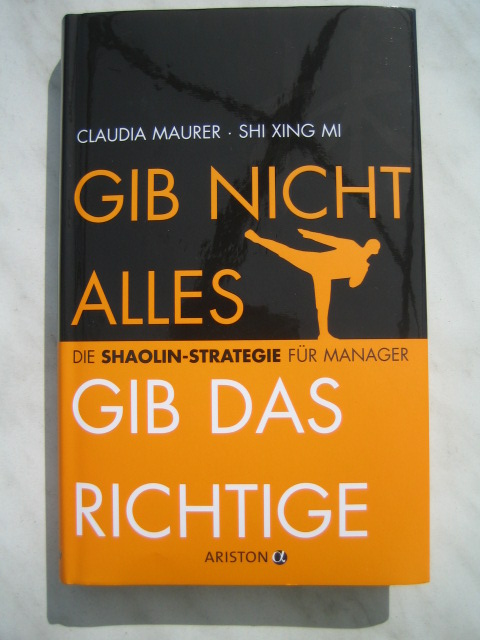 CLAUDIA MAURER · SHI XING MI
GIB NICHT
ALLES
DIE SHAOLIN-STRATEGIE FÜR MANAGER
GIB DAS
RICHTIGE
ARISTON α